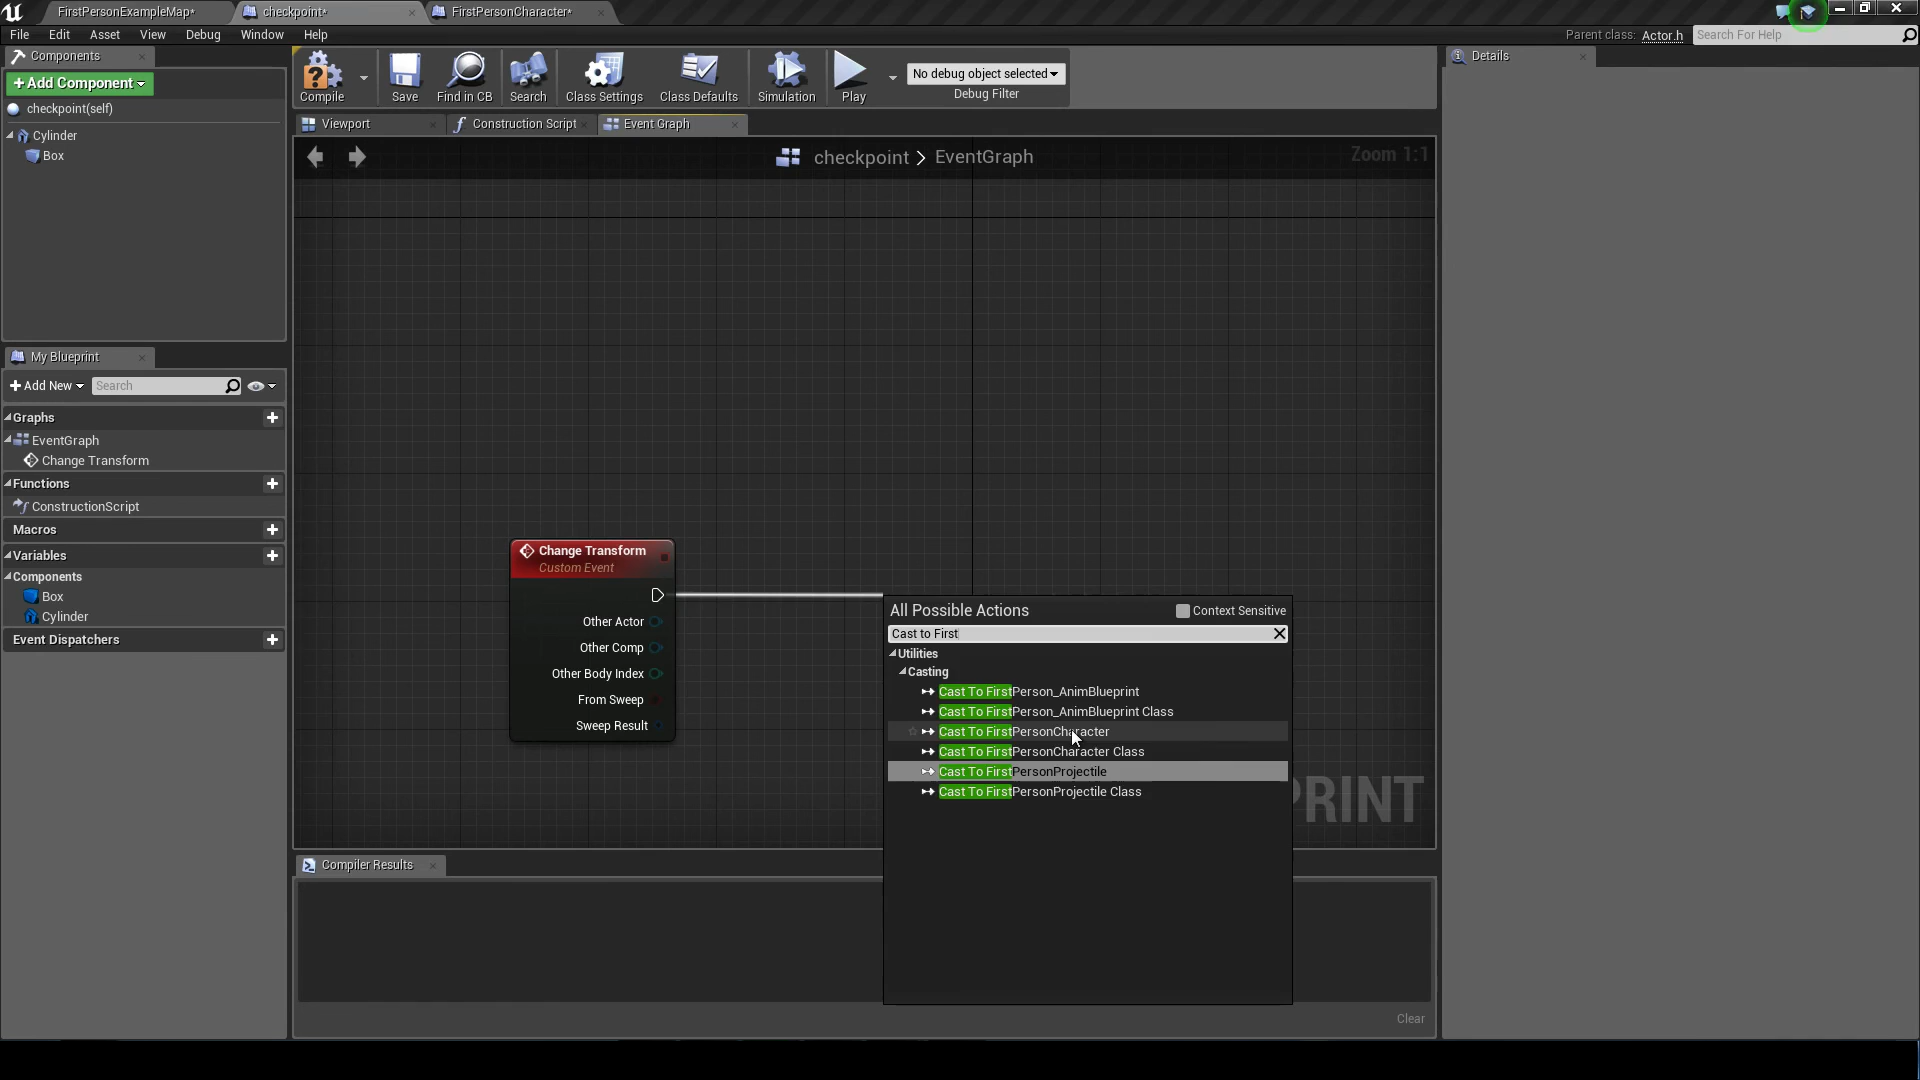 FirstPersonExampleMap*
checkpoint*
FirstPersonCharacter*
File Edit Asset View Debug Window Help
Parent class: Actor.h
Search For Help
Components
+Add Component
checkpoint(self)
Cylinder
Box
Compile
Save
Find in CB
Search
Class Settings
Class Defaults
Simulation
Play
No debug object selected
Debug Filter
Details
Viewport
Construction Script
Event Graph
checkpoint > EventGraph
Zoom 1:1
My Blueprint
+Add New
Search
Graphs
EventGraph
Change Transform
Functions
ConstructionScript
Macros
Variables
Components
Box
Cylinder
Event Dispatchers
Change Transform
Custom Event
Other Actor
Other Comp
Other Body Index
From Sweep
Sweep Result
All Possible Actions
Context Sensitive
Cast to First
Utilities
Casting
Cast To FirstPerson_AnimBlueprint
Cast To FirstPerson_AnimBlueprint Class
Cast To FirstPersonCharacter
Cast To FirstPersonCharacter Class
Cast To FirstPersonProjectile
Cast To FirstPersonProjectile Class
PRINT
Compiler Results
Clear